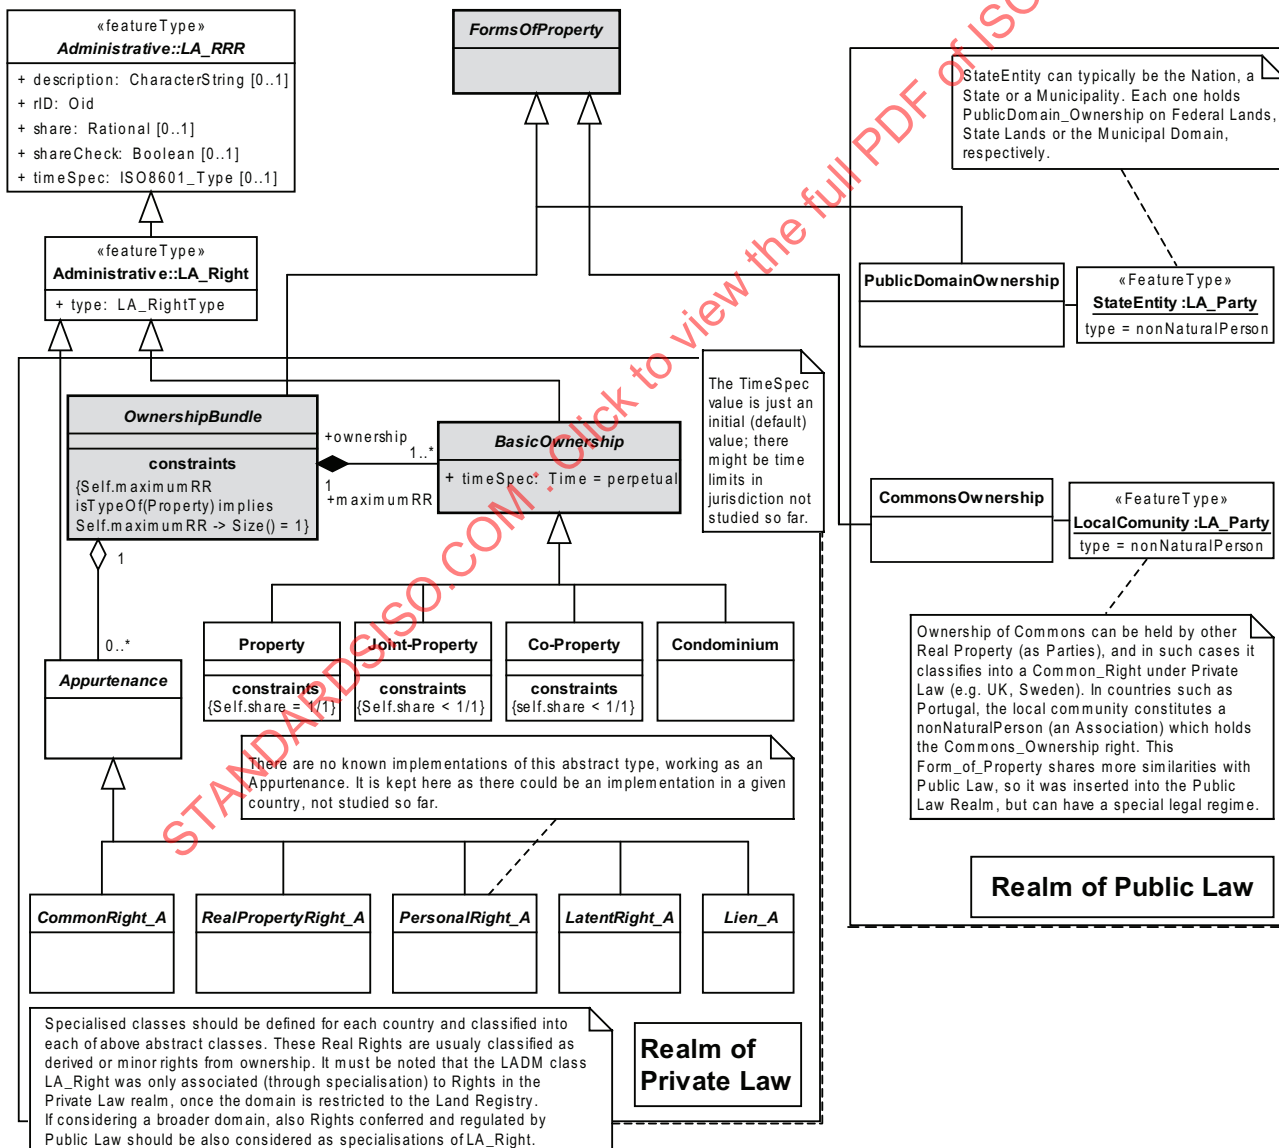 «featureType»
Administrative::LA_RRR
+ description: CharacterString [0..1]
+ rID: Oid
+ share: Rational [0..1]
+ shareCheck: Boolean [0..1]
+ timeSpec: ISO8601_Type [0..1]
«featureType»
Administrative::LA_Right
+ type: LA_RightType
FormsOfProperty
StateEntity can typically be the Nation, a
State or a Municipality. Each one holds
PublicDomain_Ownership on Federal Lands,
State Lands or the Municipal Domain,
respectively.
PublicDomainOwnership
«FeatureType»
StateEntity :LA_Party
type = nonNaturalPerson
OwnershipBundle
constraints
{Self.maximumRR
isTypeOf(Property) implies
Self.maximumRR -> Size() = 1}
+ownership
1..*
1
+maximumRR
BasicOwnership
+ timeSpec: Time = perpetual
The TimeSpec
value is just an
initial (default)
value; there
might be time
limits in
jurisdiction not
studied so far.
CommonsOwnership
«FeatureType»
LocalComunity :LA_Party
type = nonNaturalPerson
1
0..*
Property
constraints
{Self.share = 1/1}
Joint-Property
constraints
{Self.share < 1/1}
Co-Property
constraints
{self.share < 1/1}
Condominium
Appurtenance
Ownership of Commons can be held by other
Real Property (as Parties), and in such cases it
classifies into a Common_Right under Private
Law (e.g. UK, Sweden). In countries such as
Portugal, the local community constitutes a
nonNaturalPerson (an Association) which holds
the Commons_Ownership right. This
Form_of_Property shares more similarities with
Public Law, so it was inserted into the Public
Law Realm, but can have a special legal regime.
There are no known implementations of this abstract type, working as an
Appurtenance. It is kept here as there could be an implementation in a given
country, not studied so far.
Realm of Public Law
CommonRight_A
RealPropertyRight_A
PersonalRight_A
LatentRight_A
Lien_A
Specialised classes should be defined for each country and classified into
each of above abstract classes. These Real Rights are usualy classified as
derived or minor rights from ownership. It must be noted that the LADM class
LA_Right was only associated (through specialisation) to Rights in the
Private Law realm, once the domain is restricted to the Land Registry.
If considering a broader domain, also Rights conferred and regulated by
Public Law should be also considered as specialisations of LA_Right.
Realm of
Private Law
STANDARDSISO.COM : Click to view the full PDF of ISO